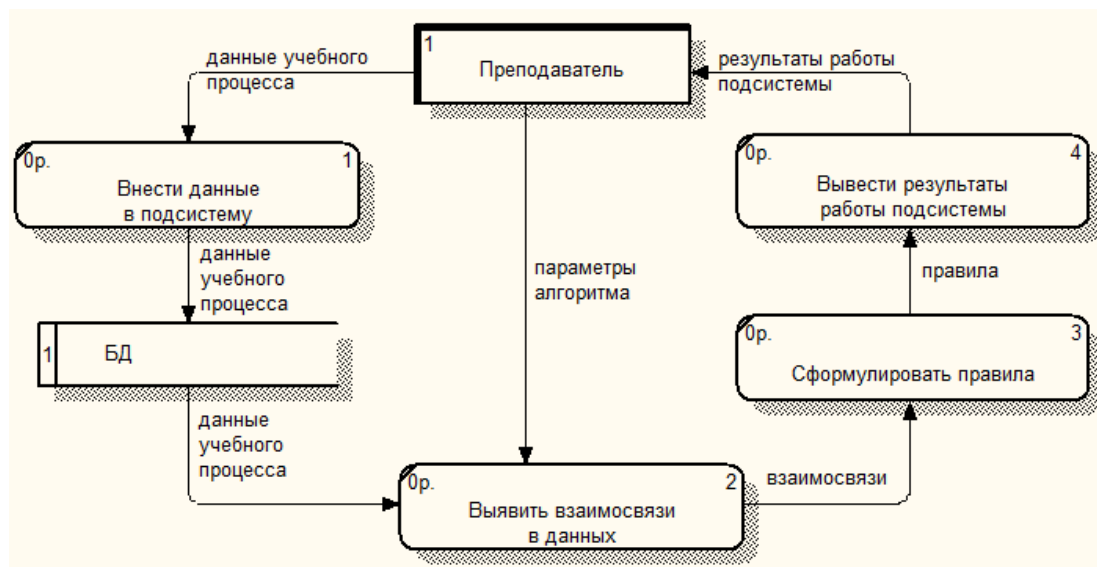 данные учебного
процесса
1
Преподаватель
результаты работы
подсистемы
0р.
1
Внести данные
в подсистему
0р.
4
Вывести результаты
работы подсистемы
данные
учебного
процесса
параметры
алгоритма
правила
1
БД
0р.
3
Сформулировать правила
данные
учебного
процесса
0р.
2
Выявить взаимосвязи
в данных
взаимосвязи